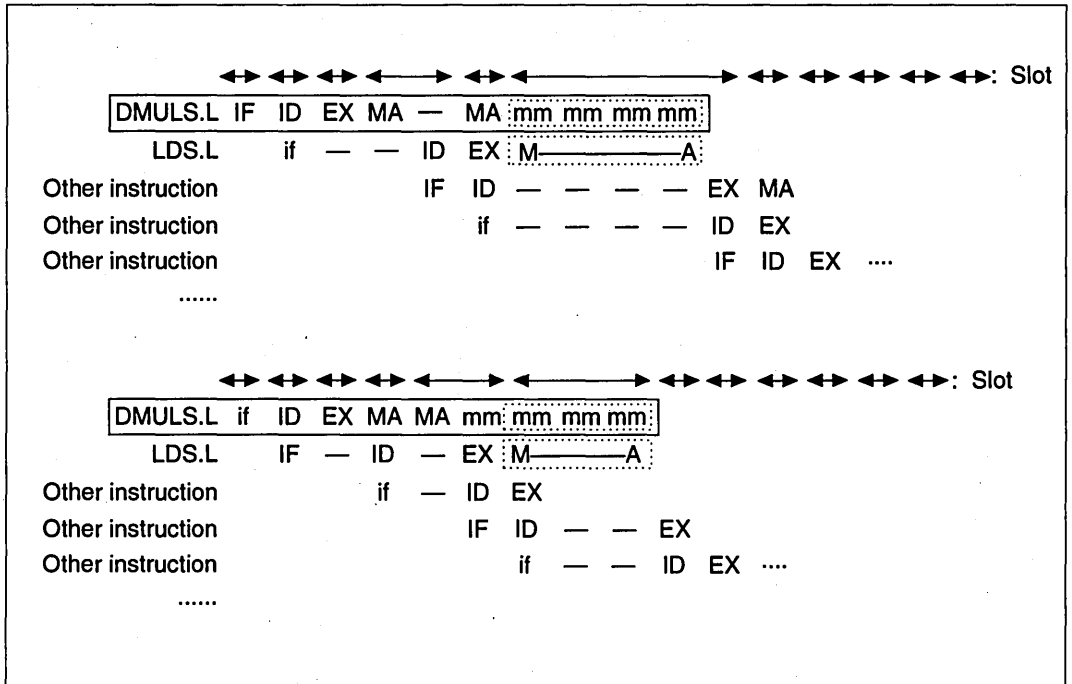 : Slot
DMULS.L IF ID EX MA — MA mm mm mm mm
LDS.L if — — ID EX M A
Other instruction IF ID — — — — EX MA
Other instruction if — — — — ID EX
Other instruction IF ID EX ....
......
: Slot
DMULS.L if ID EX MA MA mm mm mm mm
LDS.L IF — ID — EX M A
Other instruction if — ID EX
Other instruction IF ID — — EX
Other instruction if — — ID EX ....
......